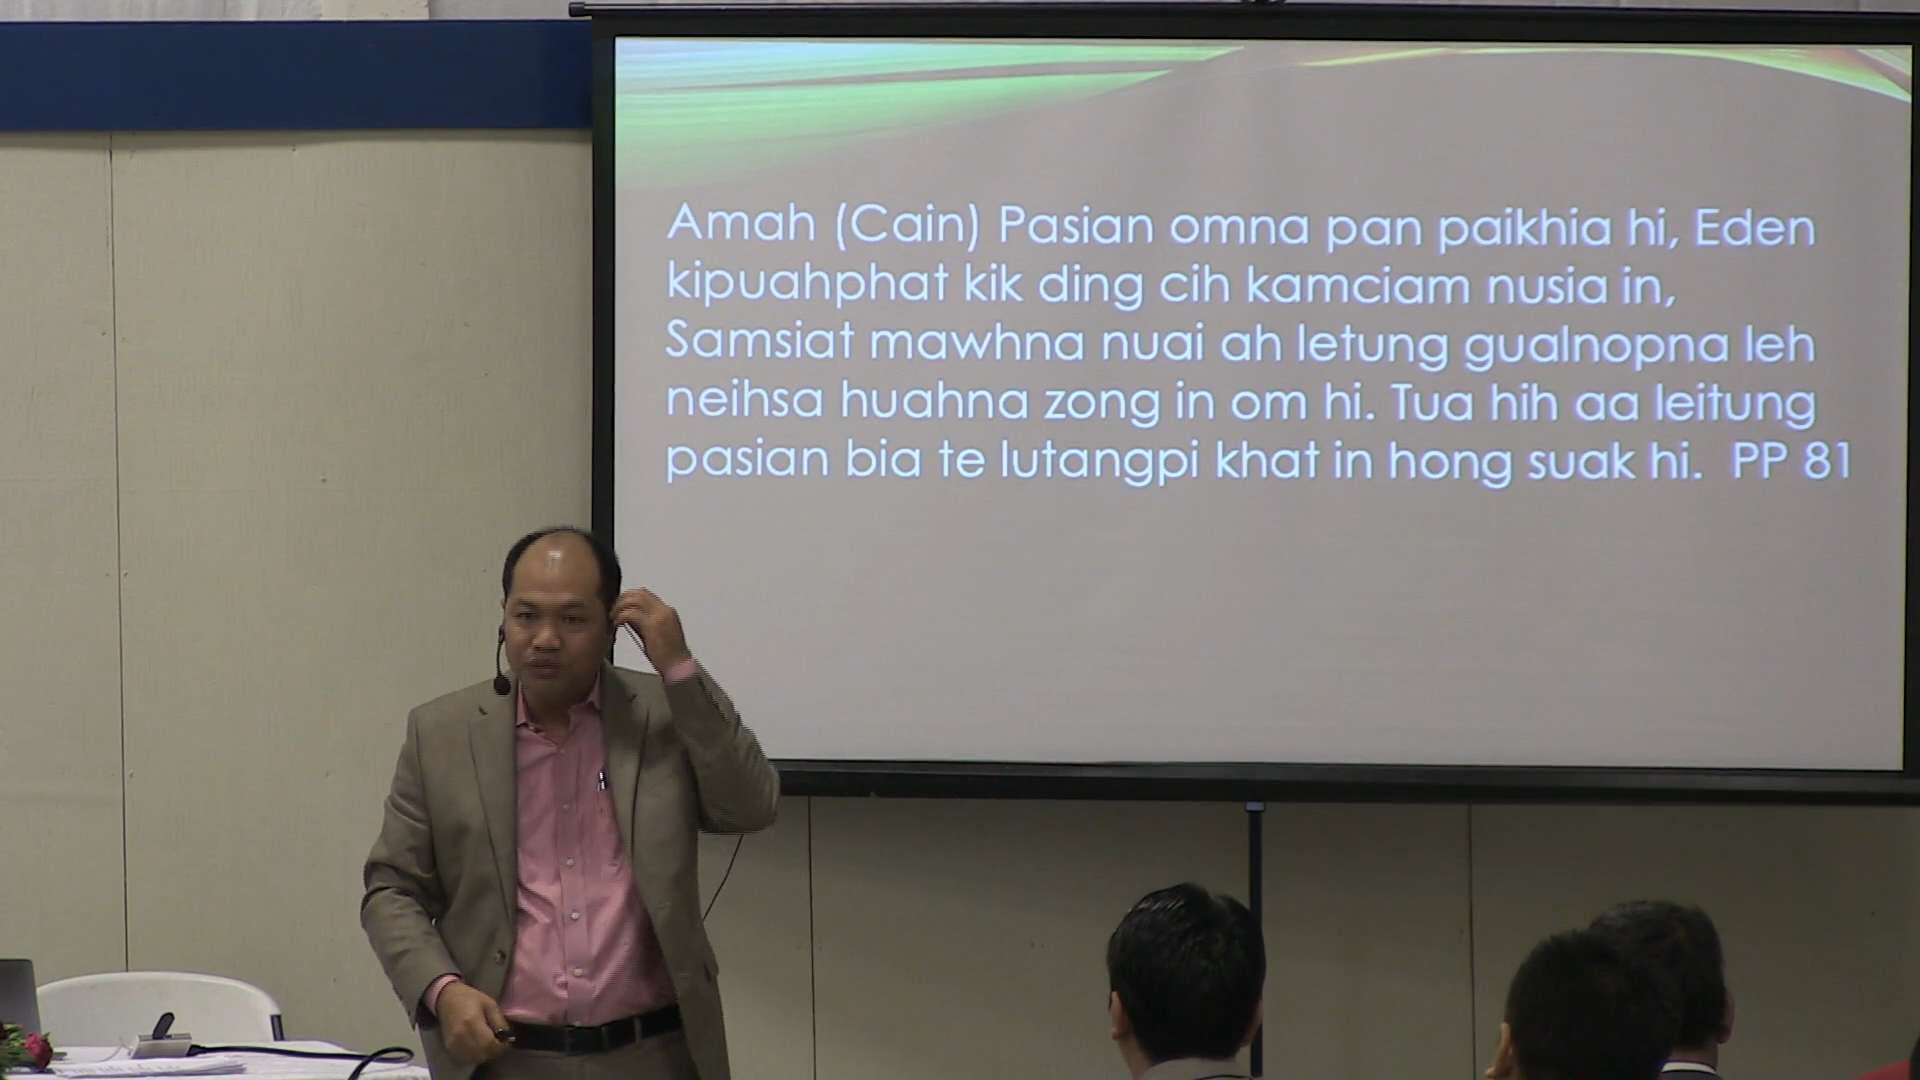 Amah (Cain) Pasian omna pan paikhia hi, Eden
kipuahphat kik ding cih kamciam nusia in,
Samsiat mawhna nuai ah letung gualnopna leh
neihsa huahna zong in om hi. Tua hih aa leitung
pasian bia te lutangpi khat in hong suak hi.  PP 81